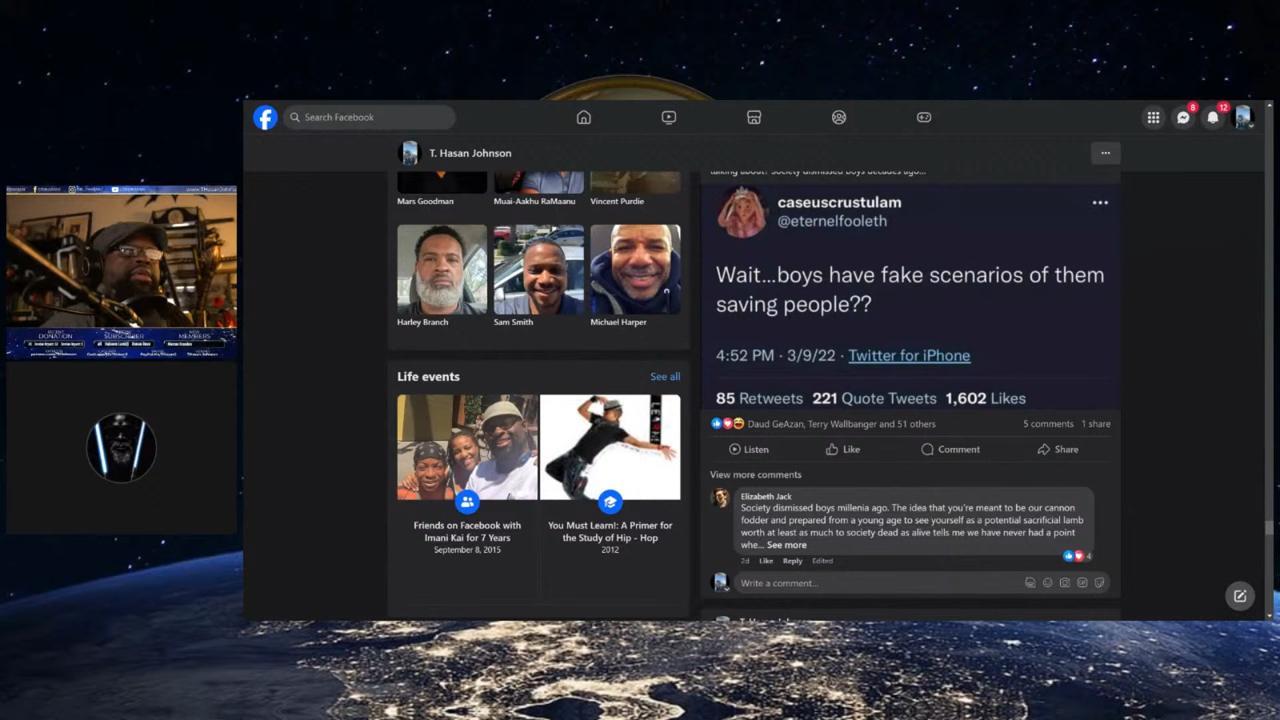 Search Facebook
8
12
T. Hasan Johnson
Mars Goodman
Muai-Aakhu RaMaanu
Vincent Purdie
Harley Branch
Sam Smith
Michael Harper
Life events
See all
Friends on Facebook with
Imani Kai for 7 Years
September 8, 2015
You Must Learn!: A Primer for
the Study of Hip - Hop
2012
caseuscrustulam
@eternelfooleth
Wait...boys have fake scenarios of them
saving people??
4:52 PM · 3/9/22 · Twitter for iPhone
85 Retweets 221 Quote Tweets 1,602 Likes
Daud GeAzan, Terry Wallbanger and 51 others
5 comments 1 share
Listen
Like
Comment
Share
View more comments
Elizabeth Jack
Society dismissed boys millenia ago. The idea that you're meant to be our cannon
fodder and prepared from a young age to see yourself as a potential sacrificial lamb
worth at least as much to society dead as alive tells me we have never had a point
whe... See more
4
2d Like Reply Edited
Write a comment...
DONATION
SUBSCRIBER
MEMBERS